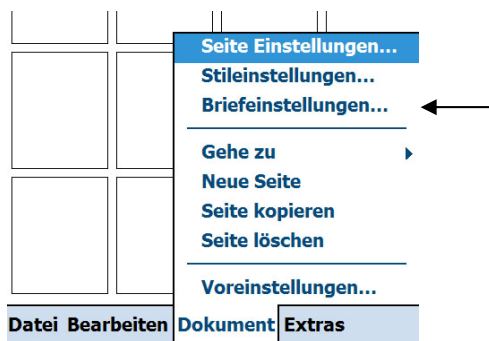 Seite Einstellungen...
Stileinstellungen...
Briefeinstellungen...
Gehe zu
Neue Seite
Seite kopieren
Seite löschen
Voreinstellungen...
Datei Bearbeiten Dokument Extras